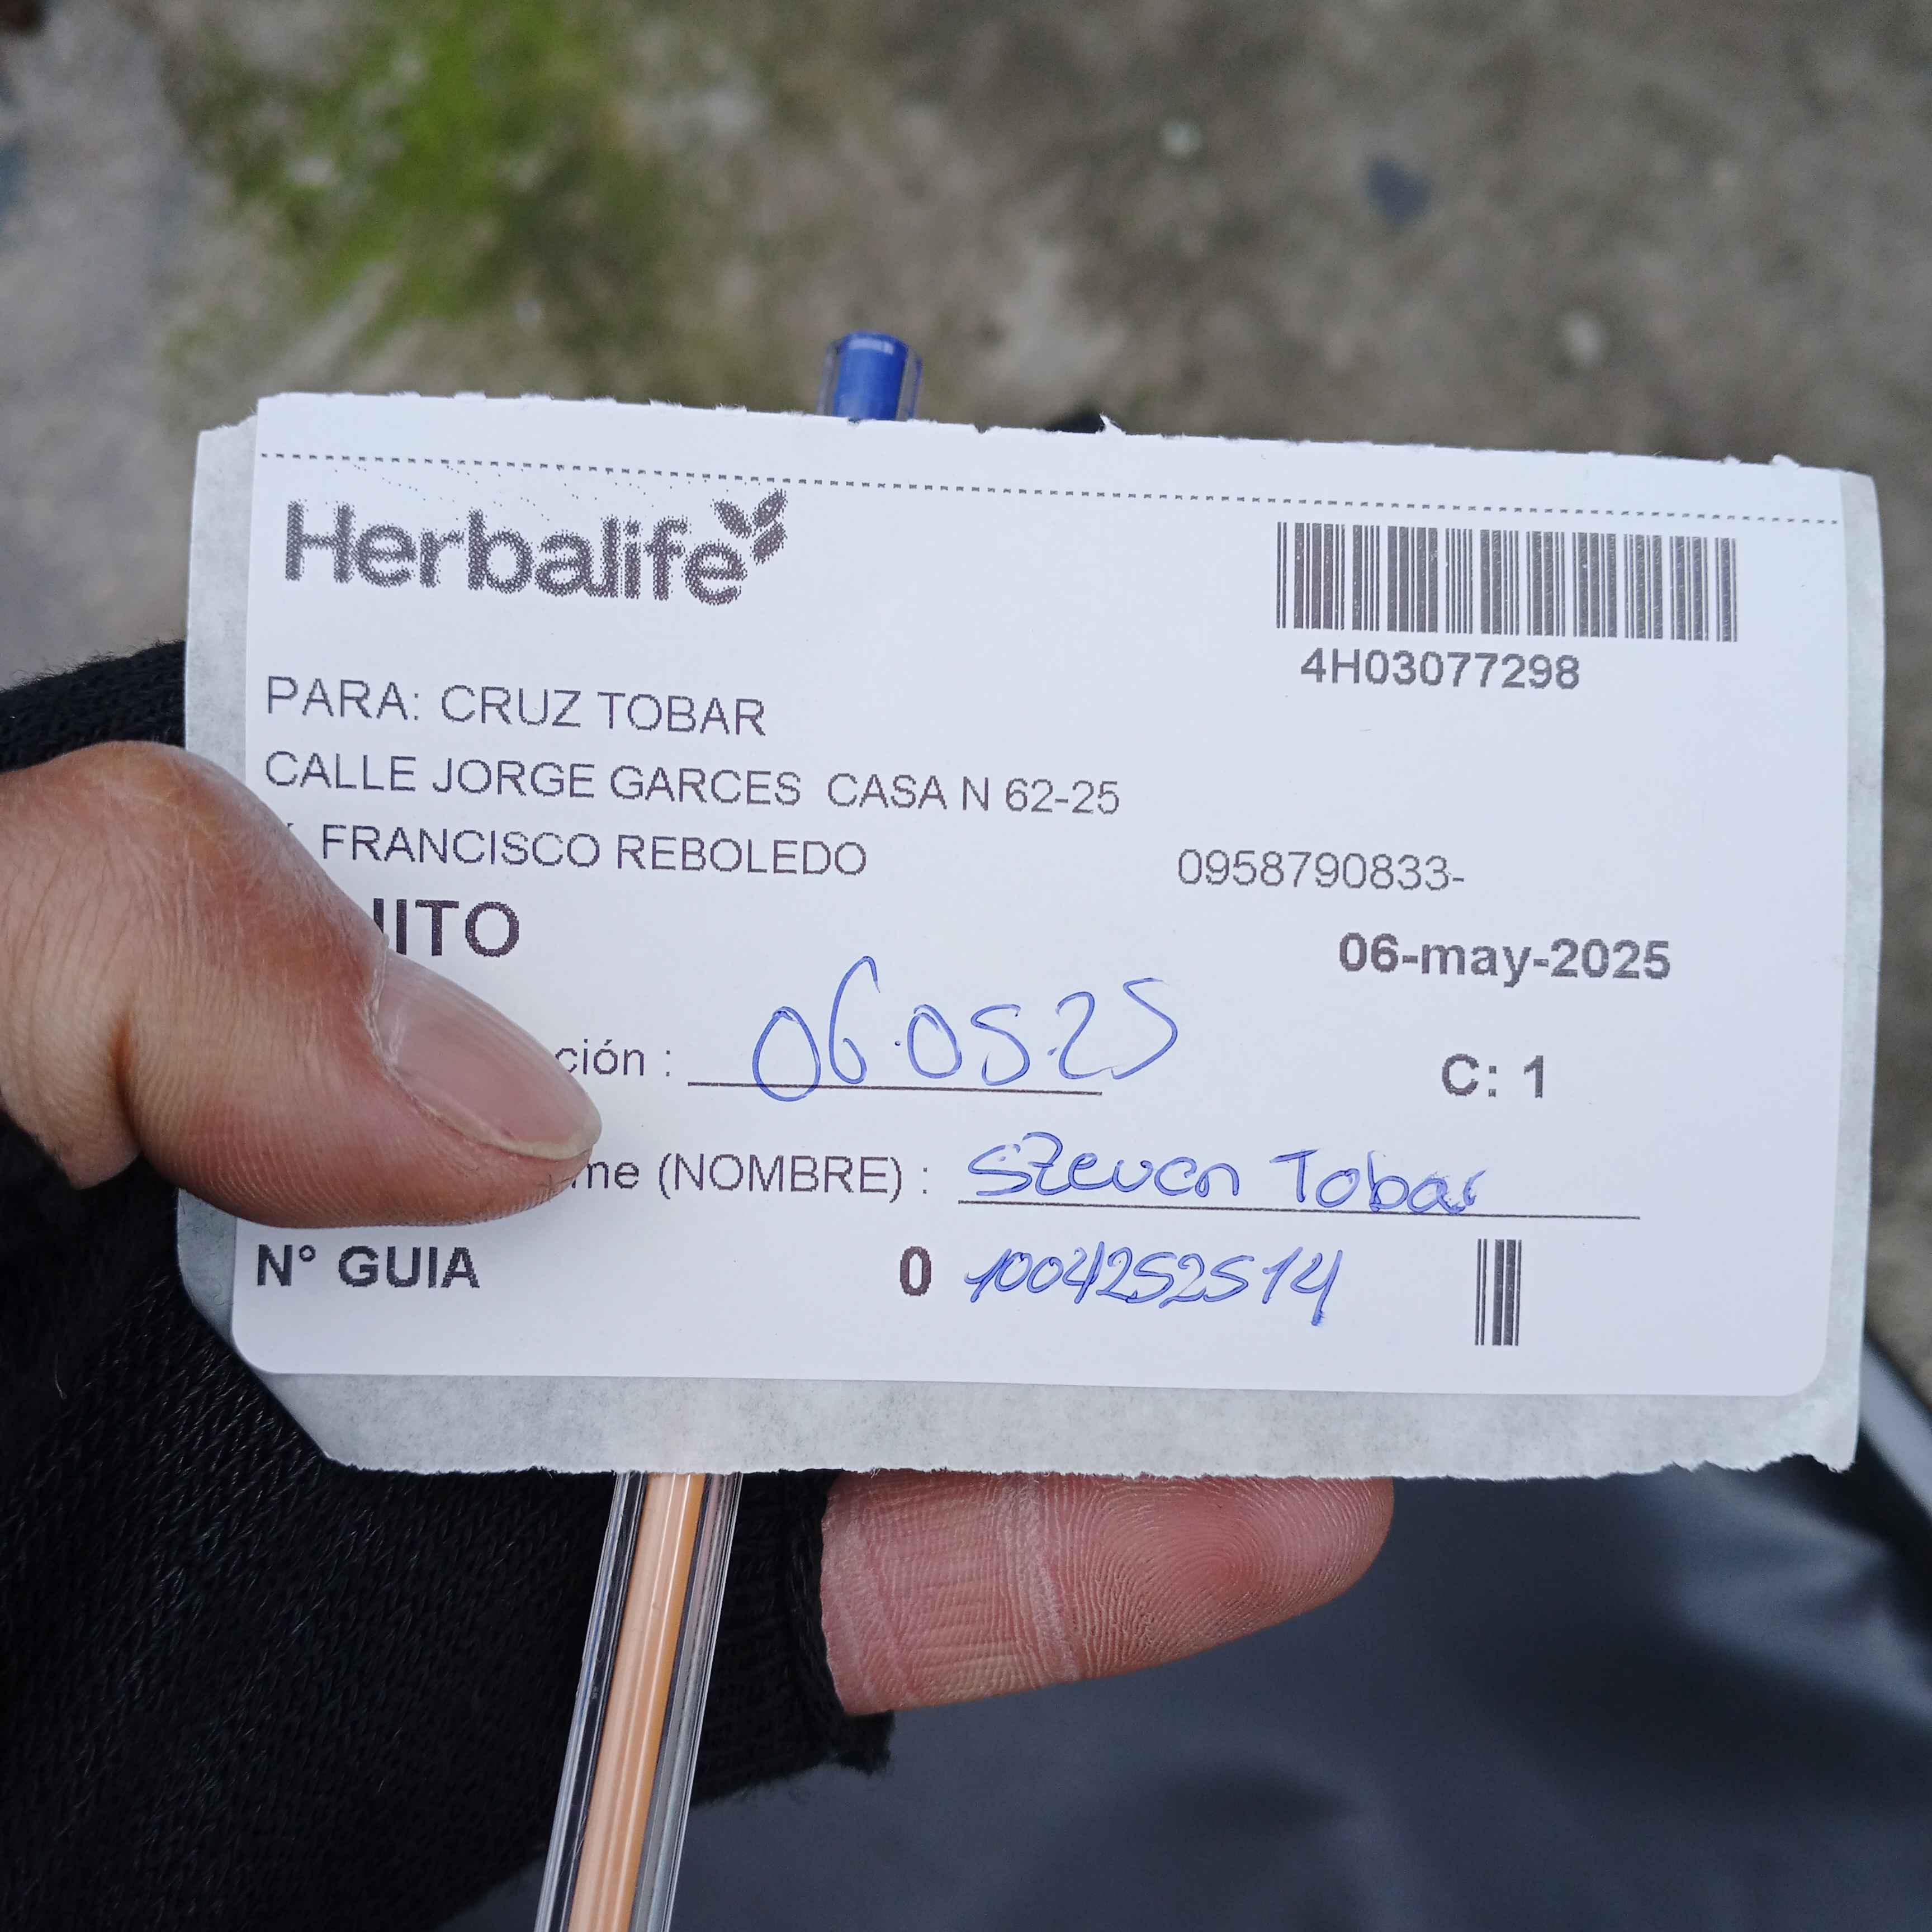 Herbalife
4H03077298
PARA: CRUZ TOBAR
CALLE JORGE GARCES CASA N 62-25
FRANCISCO REBOLEDO 0958790833-
IITO 06-may-2025
ción : 06.05.25 C: 1
me (NOMBRE) : Steven Tobar
N° GUIA 0 1004252514